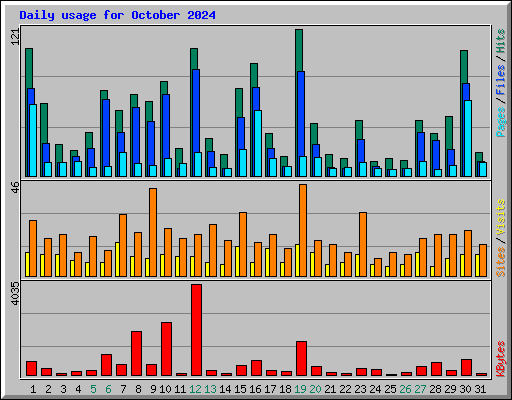 Daily usage for October 2024
121
Pages / Files / Hits
46
Sites / Visits
4035
KBytes
1 2 3 4 5 6 7 8 9 10 11 12 13 14 15 16 17 18 19 20 21 22 23 24 25 26 27 28 29 30 31